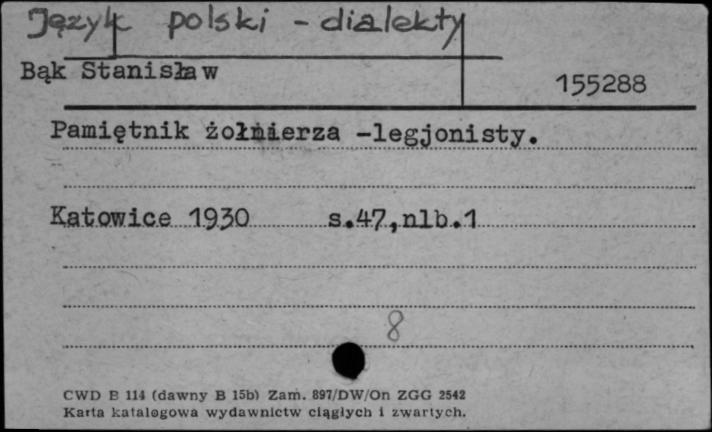 Język polski - dialekty
Bąk Stanisław
155288
Pamiętnik żołnierza -legjonisty.
Katowice 1930 s.47,nlb.1
8
CWD B 114 (dawny B 15b) Zam. 897/DW/On ZGG 2542
Karta katalogowa wydawnictw ciągłych i zwartych.